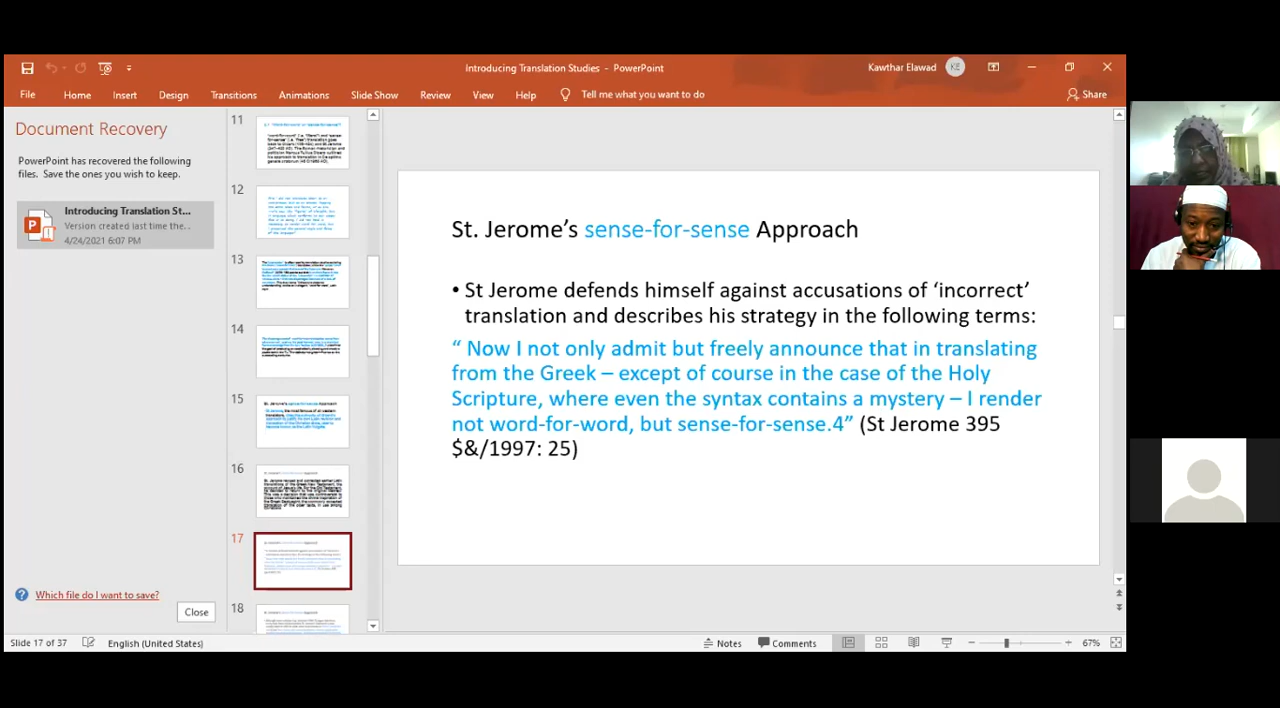 Introducing Translation Studies - PowerPoint
Kawthar Elawad
KE
File Home Insert Design Transitions Animations Slide Show Review View Help Tell me what you want to do
Share
Document Recovery
PowerPoint has recovered the following
files. Save the ones you wish to keep.
Introducing Translation St...
Version created last time the...
4/24/2021 6:07 PM
Which file do I want to save?
Close
11
12
13
14
15
16
17
18
St. Jerome’s sense-for-sense Approach
• St Jerome defends himself against accusations of ‘incorrect’
translation and describes his strategy in the following terms:
“ Now I not only admit but freely announce that in translating
from the Greek – except of course in the case of the Holy
Scripture, where even the syntax contains a mystery – I render
not word-for-word, but sense-for-sense.4” (St Jerome 395
$&/1997: 25)
Slide 17 of 37 English (United States) Notes Comments 67%